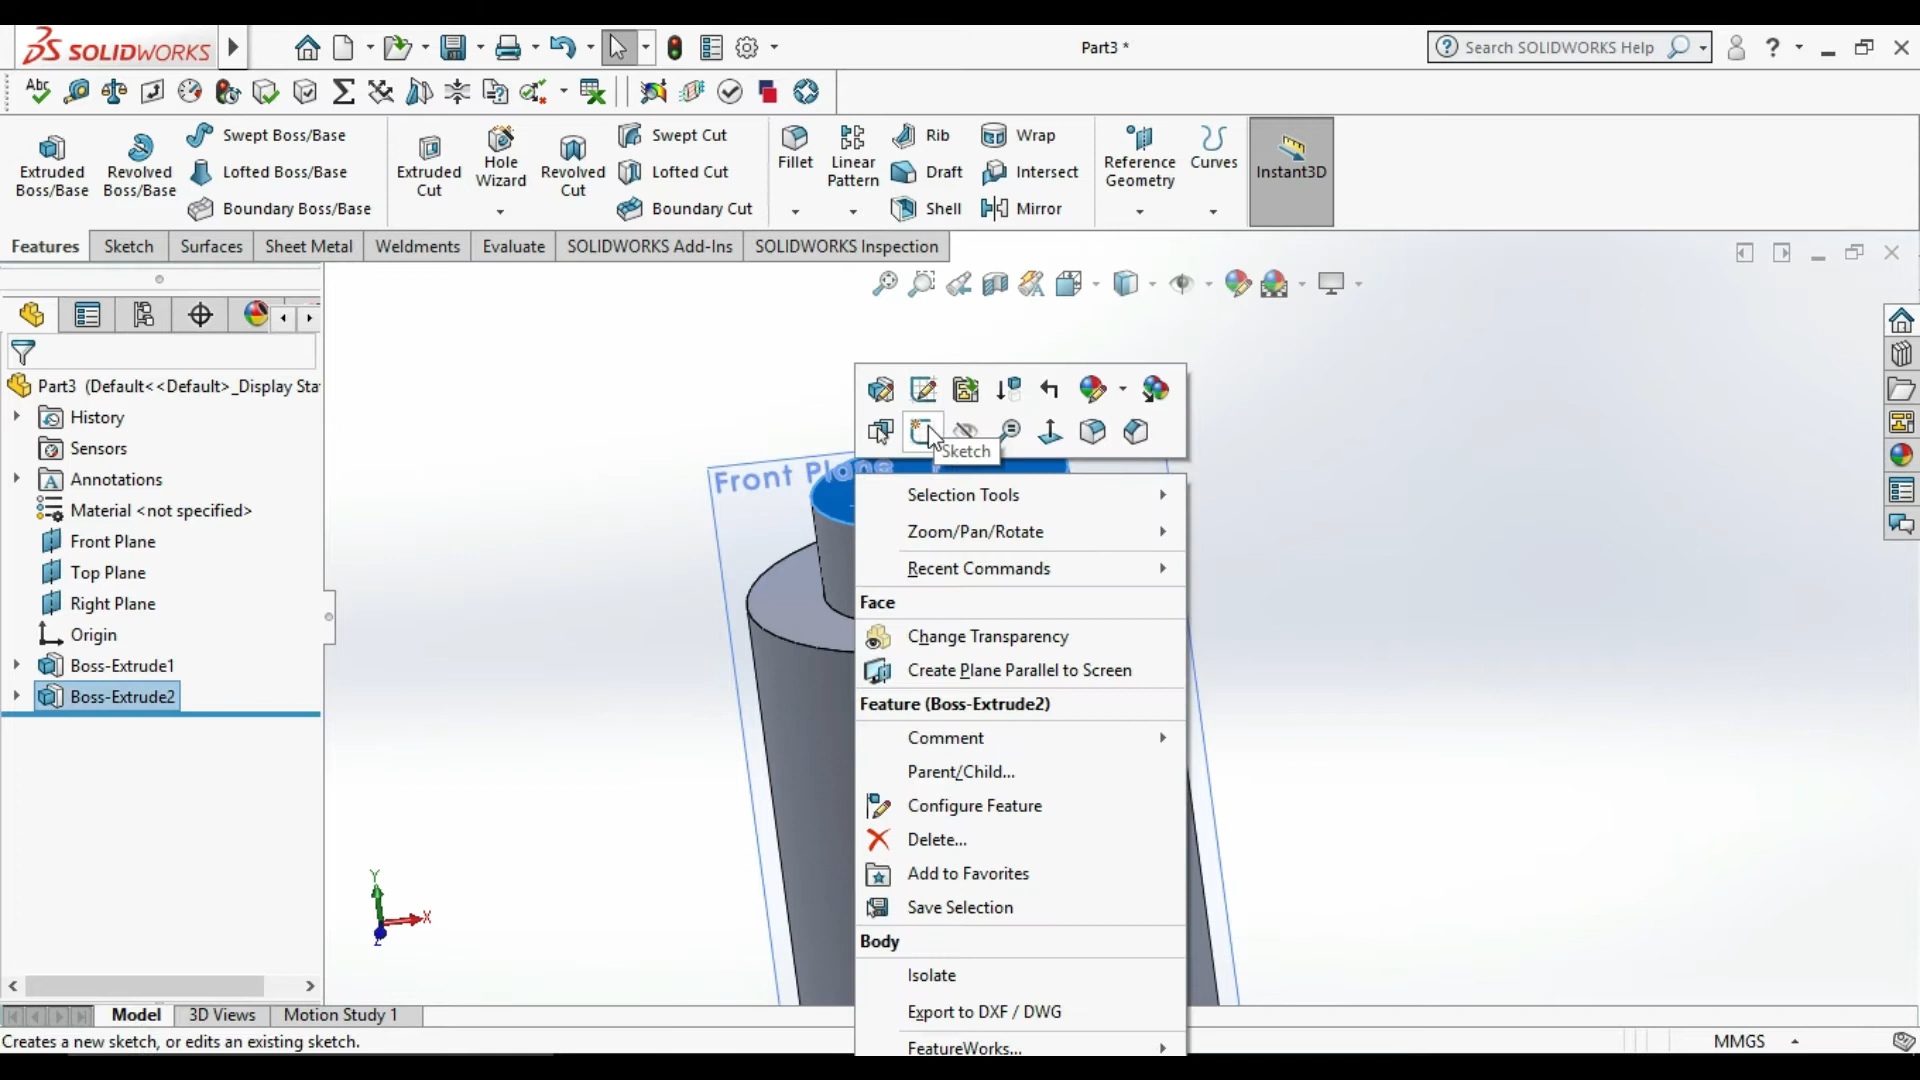 SOLIDWORKS
Part3 *
Search SOLIDWORKS Help
Abc
Extruded Boss/Base
Revolved Boss/Base
Swept Boss/Base
Lofted Boss/Base
Boundary Boss/Base
Extruded Cut
Hole Wizard
Revolved Cut
Swept Cut
Lofted Cut
Boundary Cut
Fillet
Linear Pattern
Rib
Draft
Shell
Wrap
Intersect
Mirror
Reference Geometry
Curves
Instant3D
Features
Sketch
Surfaces
Sheet Metal
Weldments
Evaluate
SOLIDWORKS Add-Ins
SOLIDWORKS Inspection
Part3 (Default<<Default>_Display Sta
History
Sensors
Annotations
Material <not specified>
Front Plane
Top Plane
Right Plane
Origin
Boss-Extrude1
Boss-Extrude2
Front Plane
Sketch
Selection Tools
Zoom/Pan/Rotate
Recent Commands
Face
Change Transparency
Create Plane Parallel to Screen
Feature (Boss-Extrude2)
Comment
Parent/Child...
Configure Feature
Delete...
Add to Favorites
Save Selection
Body
Isolate
Export to DXF / DWG
FeatureWorks...
Y
X
Z
Model
3D Views
Motion Study 1
Creates a new sketch, or edits an existing sketch.
MMGS